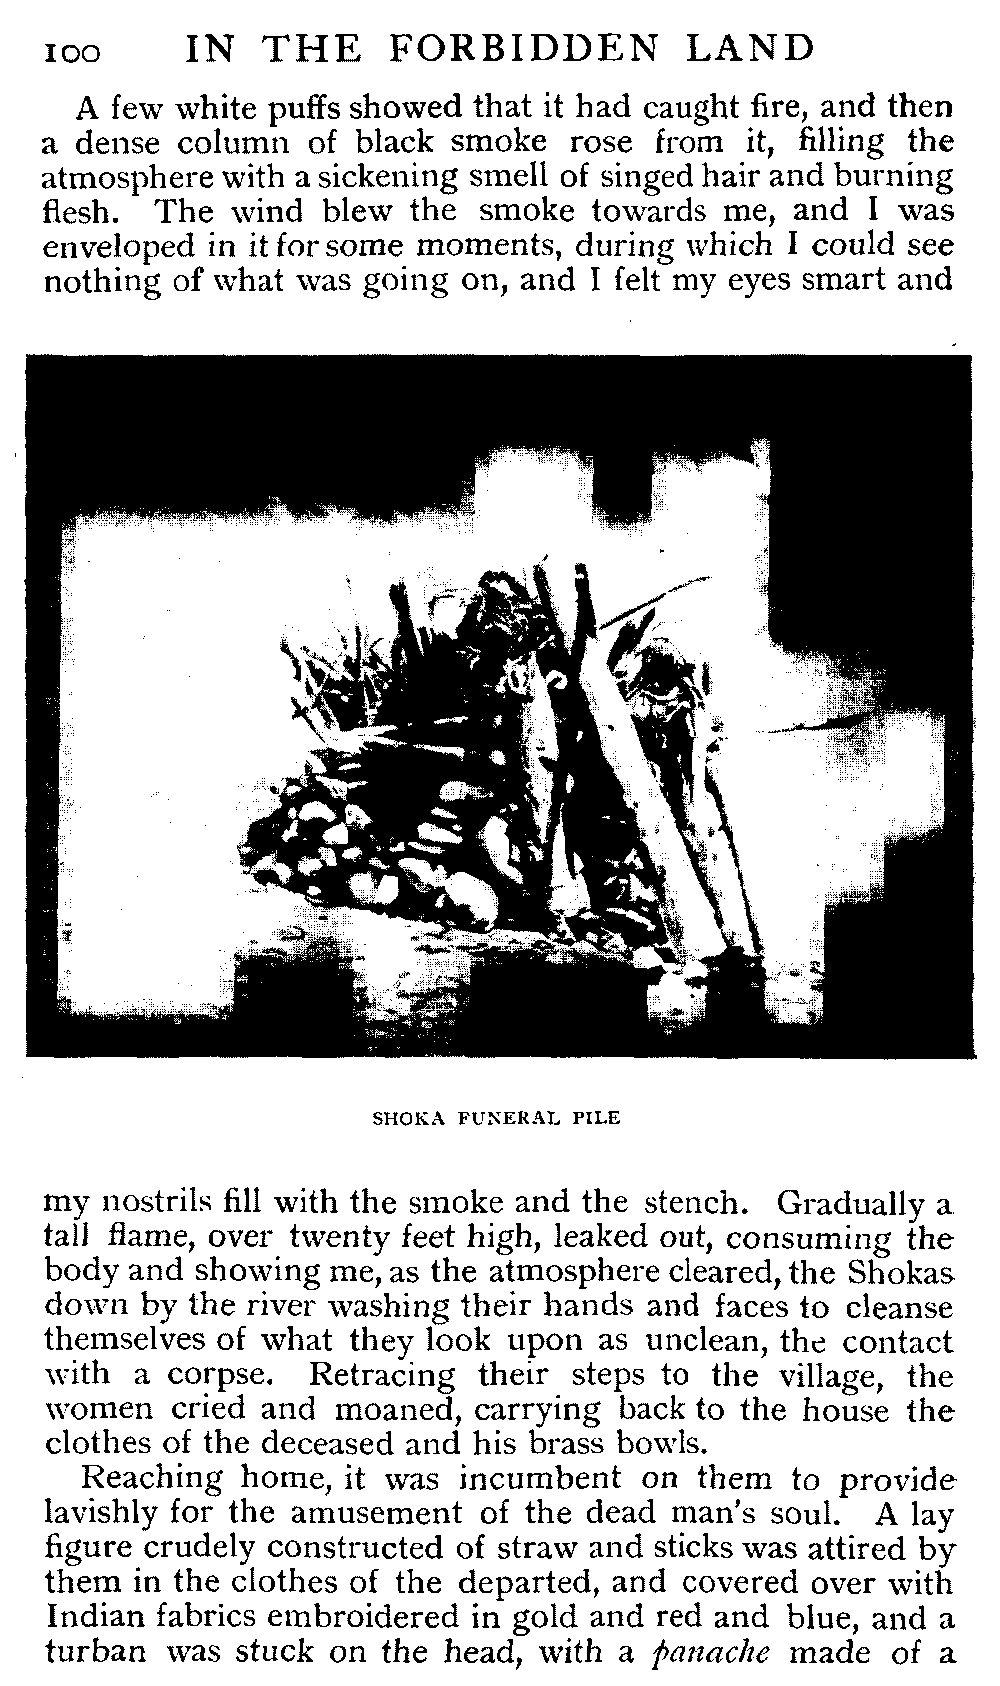 100 IN THE FORBIDDEN LAND
A few white puffs showed that it had caught fire, and then
a dense column of black smoke rose from it, filling the
atmosphere with a sickening smell of singed hair and burning
flesh. The wind blew the smoke towards me, and I was
enveloped in it for some moments, during which I could see
nothing of what was going on, and I felt my eyes smart and
SHOKA FUNERAL PILE
my nostrils fill with the smoke and the stench. Gradually a
tall flame, over twenty feet high, leaked out, consuming the
body and showing me, as the atmosphere cleared, the Shokas
down by the river washing their hands and faces to cleanse
themselves of what they look upon as unclean, the contact
with a corpse. Retracing their steps to the village, the
women cried and moaned, carrying back to the house the
clothes of the deceased and his brass bowls.
Reaching home, it was incumbent on them to provide
lavishly for the amusement of the dead man's soul. A lay
figure crudely constructed of straw and sticks was attired by
them in the clothes of the departed, and covered over with
Indian fabrics embroidered in gold and red and blue, and a
turban was stuck on the head, with a panache made of a